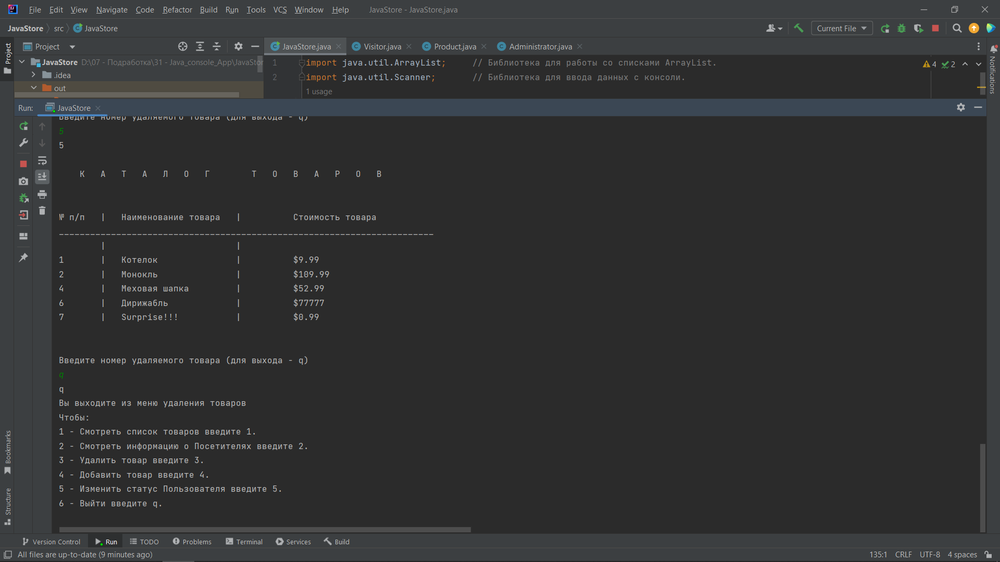 File Edit View Navigate Code Refactor Build Run Tools VCS Window Help JavaStore - JavaStore.java
JavaStore src JavaStore Current File
Project JavaStore.java Visitor.java Product.java Administrator.java
Project
JavaStore D:\07 - Подработка\31 - Java_console_App\JavaStor
.idea
out
1 import java.util.ArrayList; // Библиотека для работы со списками ArrayList.
2 import java.util.Scanner; // Библиотека для ввода данных с консоли.
1 usage
4 2
Notifications
Run: JavaStore
Введите номер удаляемого товара (для выхода - q)
5
5
К А Т А Л О Г Т О В А Р О В
№ п/п | Наименование товара | Стоимость товара
________________________________________________________________________
| |
1 | Котелок | $9.99
2 | Монокль | $109.99
4 | Меховая шапка | $52.99
6 | Дирижабль | $77777
7 | Surprise!!! | $0.99
Введите номер удаляемого товара (для выхода - q)
q
q
Вы выходите из меню удаления товаров
Чтобы:
1 - Смотреть список товаров введите 1.
2 - Смотреть информацию о Посетителях введите 2.
3 - Удалить товар введите 3.
4 - Добавить товар введите 4.
5 - Изменить статус Пользователя введите 5.
6 - Выйти введите q.
Bookmarks
Structure
Version Control Run TODO Problems Terminal Services Build
All files are up-to-date (9 minutes ago) 135:1 CRLF UTF-8 4 spaces